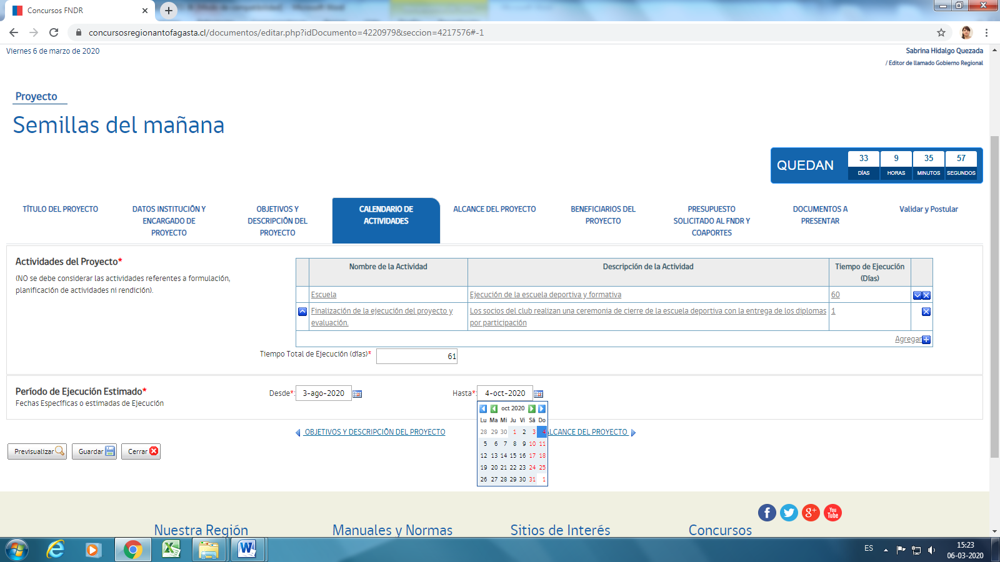 Concursos FNDR
concursosregionantofagasta.cl/documentos/editar.php?idDocumento=4220979&seccion=4217576#-1
Viernes 6 de marzo de 2020
Sabrina Hidalgo Quezada
/ Editor de llamado Gobierno Regional
Proyecto
Semillas del mañana
QUEDAN
33 9 35 57
DÍAS HORAS MINUTOS SEGUNDOS
TÍTULO DEL PROYECTO
DATOS INSTITUCIÓN Y
ENCARGADO DE
PROYECTO
OBJETIVOS Y
DESCRIPCIÓN DEL
PROYECTO
CALENDARIO DE
ACTIVIDADES
ALCANCE DEL PROYECTO
BENEFICIARIOS DEL
PROYECTO
PRESUPUESTO
SOLICITADO AL FNDR Y
COAPORTES
DOCUMENTOS A
PRESENTAR
Validar y Postular
Actividades del Proyecto*
(NO se debe considerar las actividades referentes a formulación,
planificación de actividades ni rendición).
Nombre de la Actividad
Descripción de la Actividad
Tiempo de Ejecución
(Días)
Escuela
Ejecución de la escuela deportiva y formativa
60
Finalización de la ejecución del proyecto y
evaluación.
Los socios del club realizan una ceremonia de cierre de la escuela deportiva con la entrega de los diplomas
por participación
1
Agregar
Tiempo Total de Ejecución (días)* 61
Período de Ejecución Estimado*
Fechas Específicas o estimadas de Ejecución
Desde*: 3-ago-2020
Hasta*: 4-oct-2020
oct 2020
Lu Ma Mi Ju Vi Sá Do
28 29 30 1 2 3 4
5 6 7 8 9 10 11
12 13 14 15 16 17 18
19 20 21 22 23 24 25
26 27 28 29 30 31 1
OBJETIVOS Y DESCRIPCIÓN DEL PROYECTO
ALCANCE DEL PROYECTO
Previsualizar
Guardar
Cerrar
Nuestra Región
Manuales y Normas
Sitios de Interés
Concursos
You
Tube
ES
15:23
06-03-2020